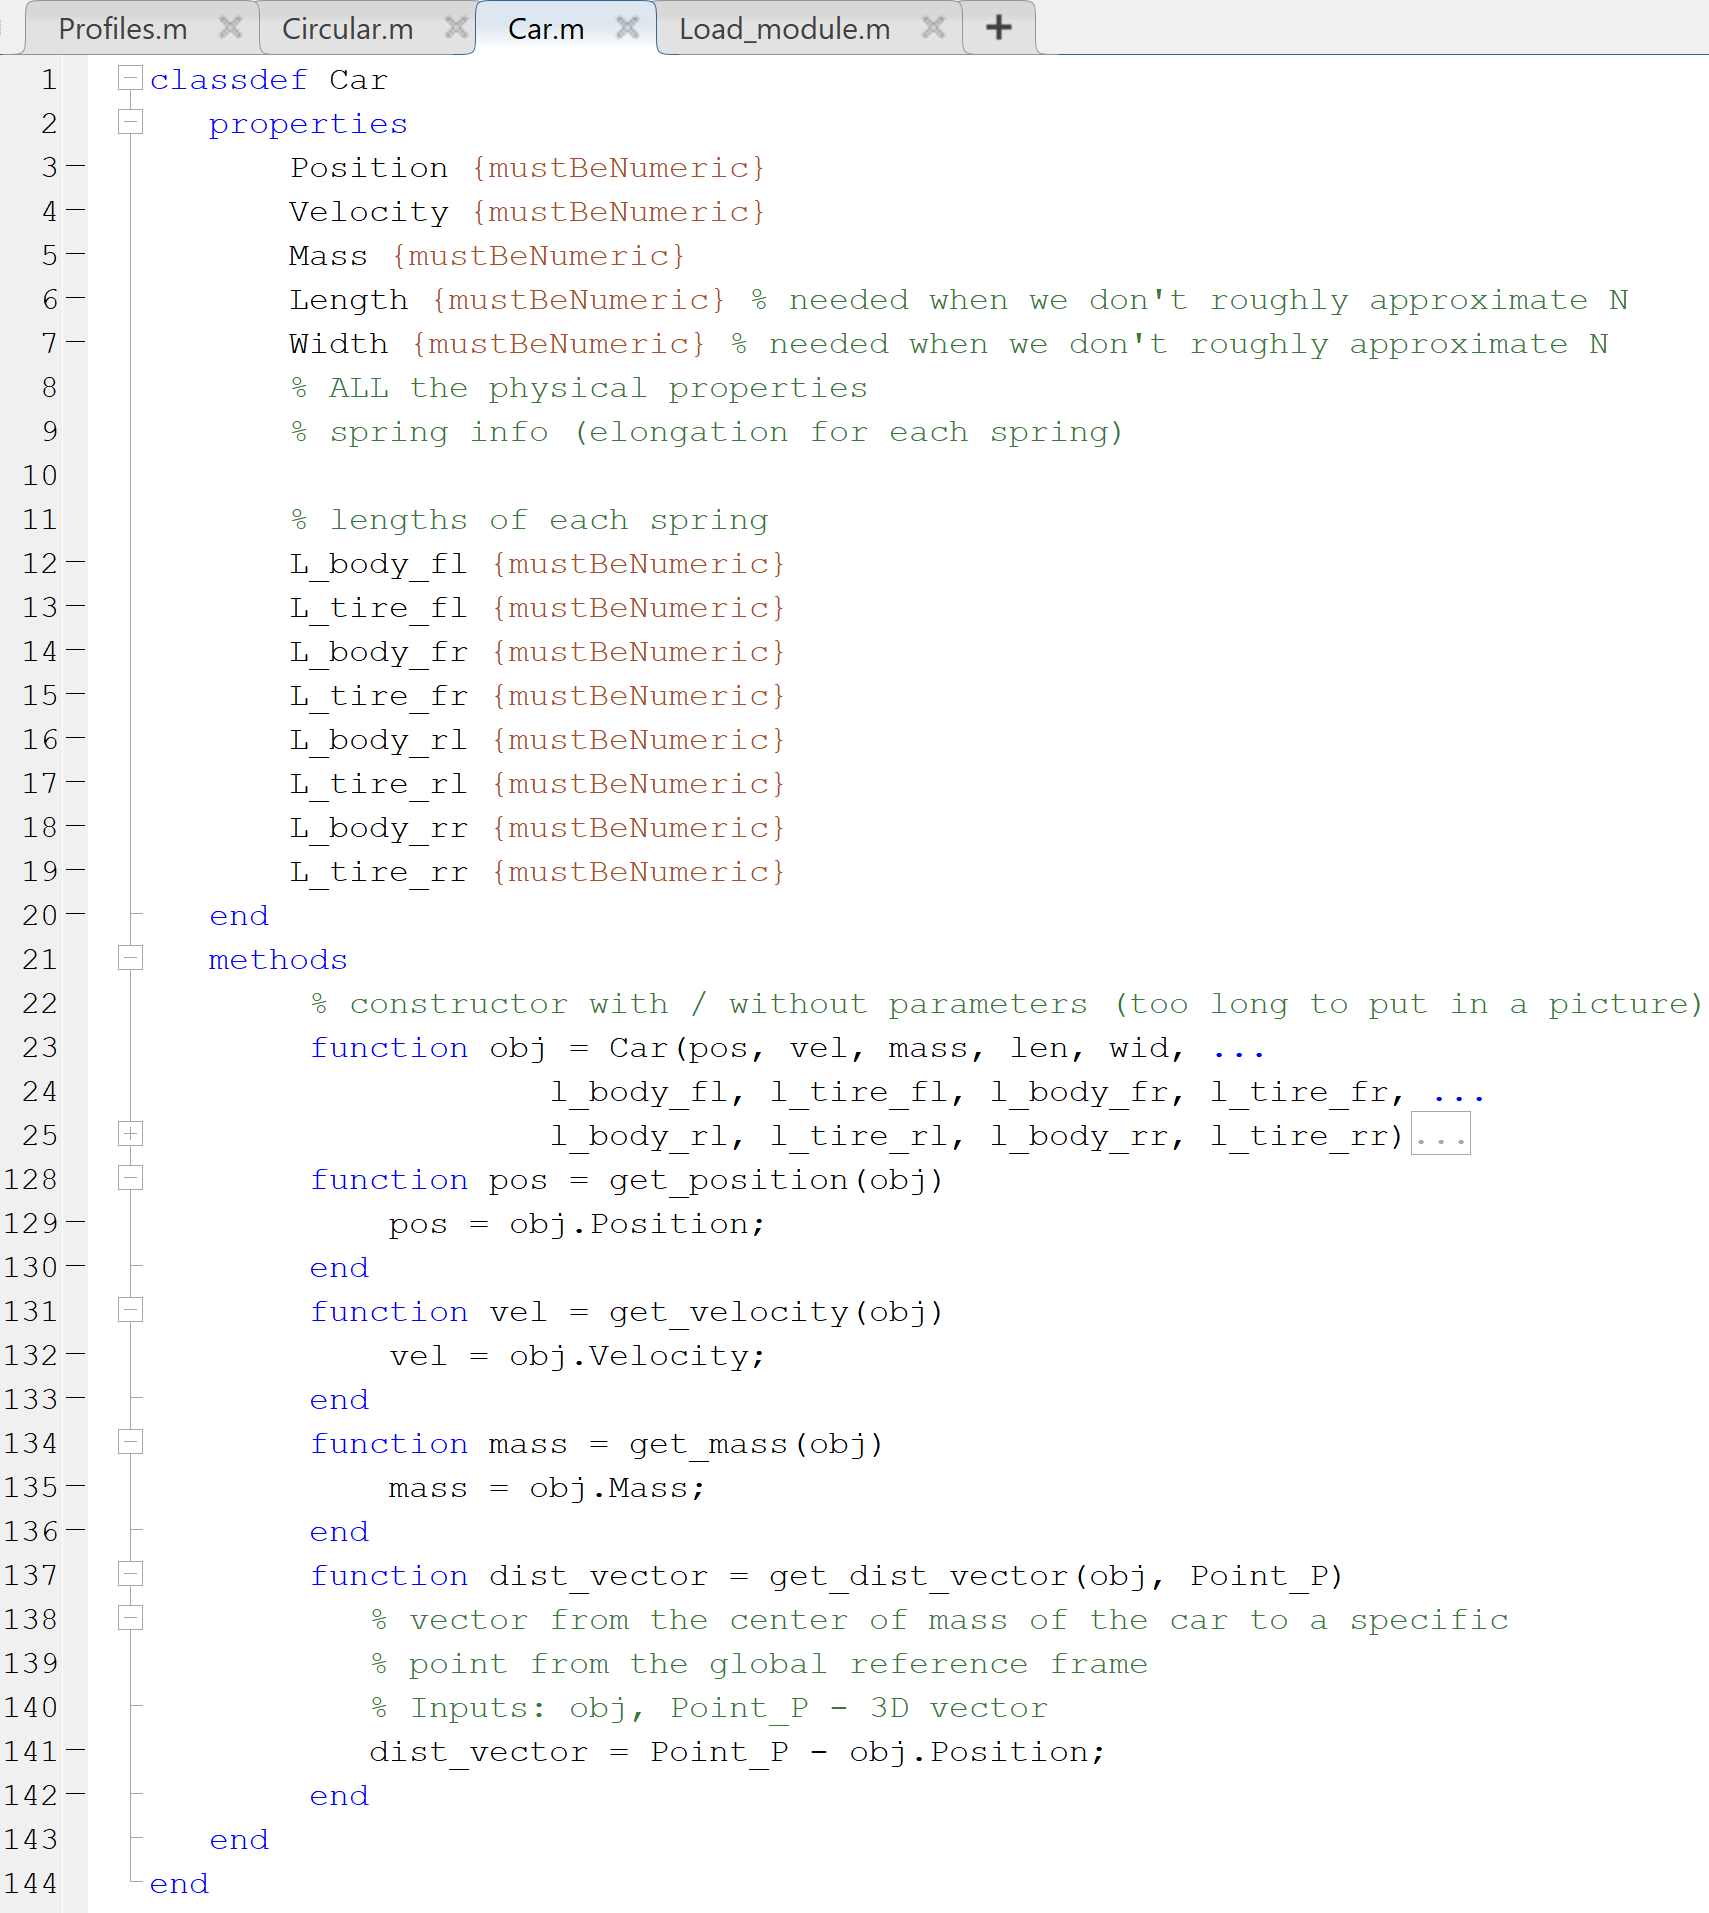 Profiles.m Circular.m Car.m Load_module.m +
1 classdef Car
2 properties
3 Position {mustBeNumeric}
4 Velocity {mustBeNumeric}
5 Mass {mustBeNumeric}
6 Length {mustBeNumeric} % needed when we don't roughly approximate N
7 Width {mustBeNumeric} % needed when we don't roughly approximate N
8 % ALL the physical properties
9 % spring info (elongation for each spring)
10
11 % lengths of each spring
12 L_body_fl {mustBeNumeric}
13 L_tire_fl {mustBeNumeric}
14 L_body_fr {mustBeNumeric}
15 L_tire_fr {mustBeNumeric}
16 L_body_rl {mustBeNumeric}
17 L_tire_rl {mustBeNumeric}
18 L_body_rr {mustBeNumeric}
19 L_tire_rr {mustBeNumeric}
20 end
21 methods
22 % constructor with / without parameters (too long to put in a picture)
23 function obj = Car(pos, vel, mass, len, wid, ...
24 l_body_fl, l_tire_fl, l_body_fr, l_tire_fr, ...
25 l_body_rl, l_tire_rl, l_body_rr, l_tire_rr)...
128 function pos = get_position(obj)
129 pos = obj.Position;
130 end
131 function vel = get_velocity(obj)
132 vel = obj.Velocity;
133 end
134 function mass = get_mass(obj)
135 mass = obj.Mass;
136 end
137 function dist_vector = get_dist_vector(obj, Point_P)
138 % vector from the center of mass of the car to a specific
139 % point from the global reference frame
140 % Inputs: obj, Point_P - 3D vector
141 dist_vector = Point_P - obj.Position;
142 end
143 end
144 end